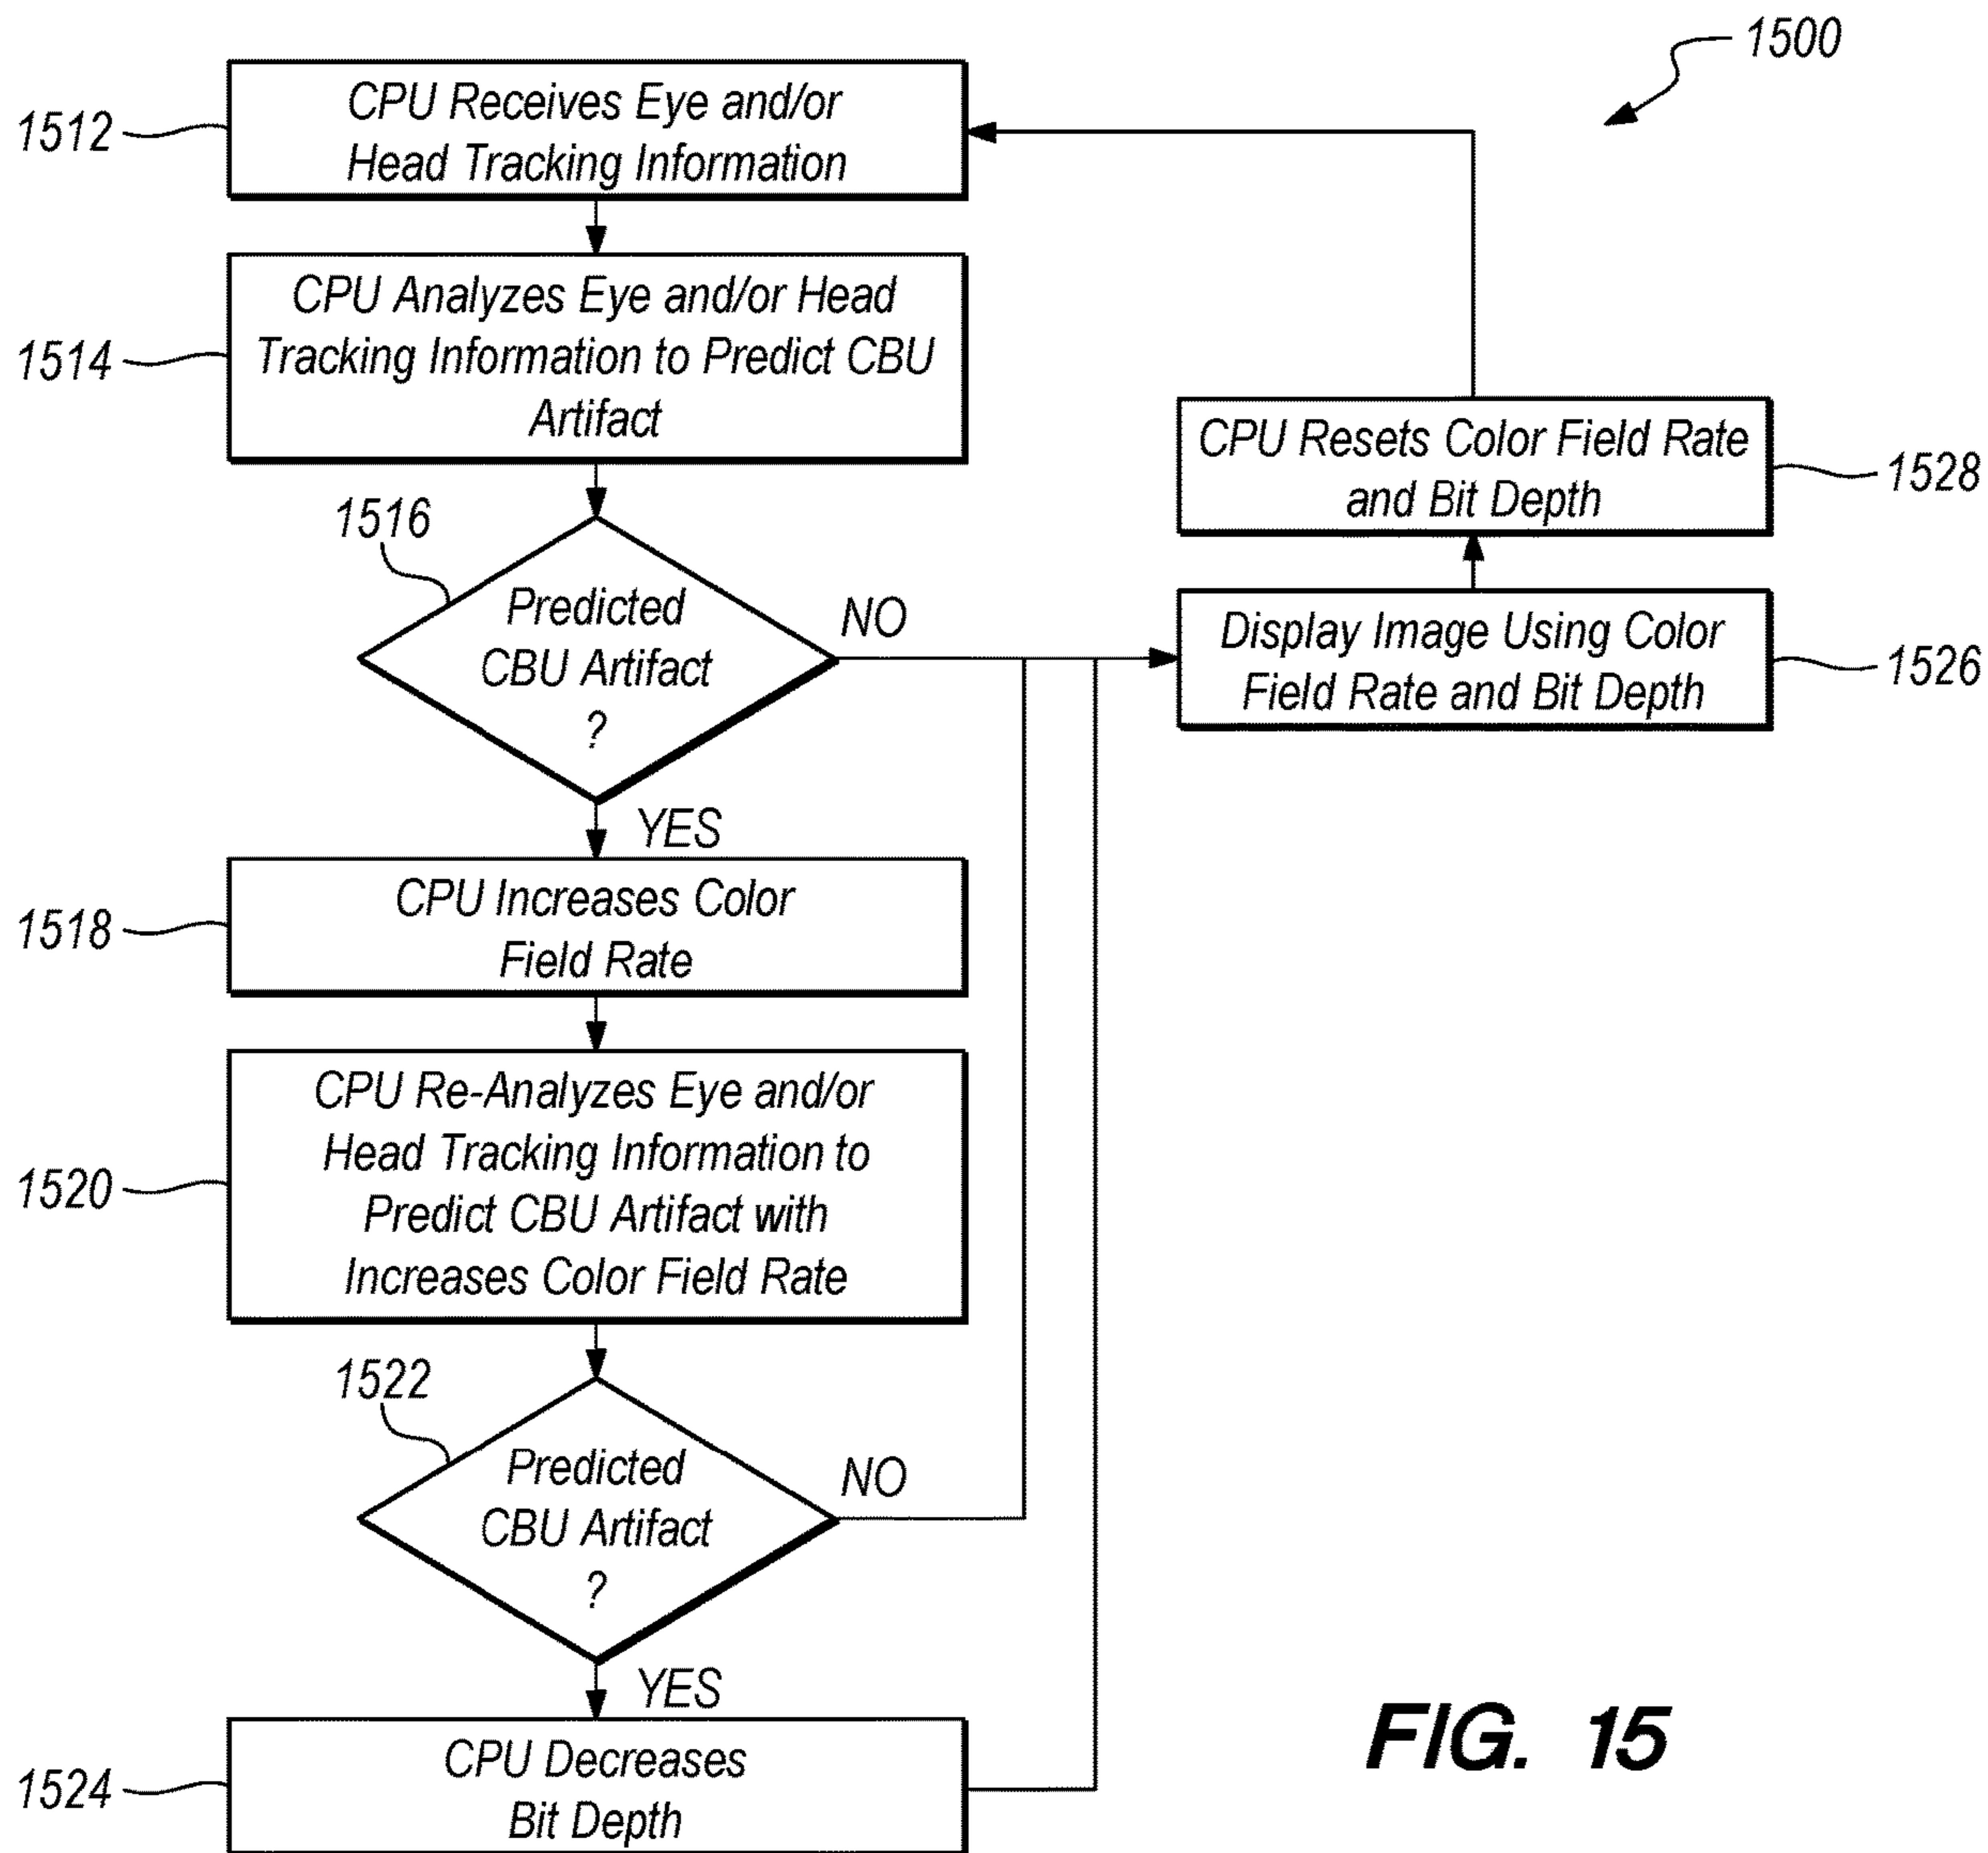 1500
1512
CPU Receives Eye and/or
Head Tracking Information
1514
CPU Analyzes Eye and/or Head
Tracking Information to Predict CBU
Artifact
1516
Predicted
CBU Artifact
?
NO
YES
1518
CPU Increases Color
Field Rate
1520
CPU Re-Analyzes Eye and/or
Head Tracking Information to
Predict CBU Artifact with
Increases Color Field Rate
1522
Predicted
CBU Artifact
?
NO
YES
1524
CPU Decreases
Bit Depth
CPU Resets Color Field Rate
and Bit Depth
1528
Display Image Using Color
Field Rate and Bit Depth
1526
FIG. 15